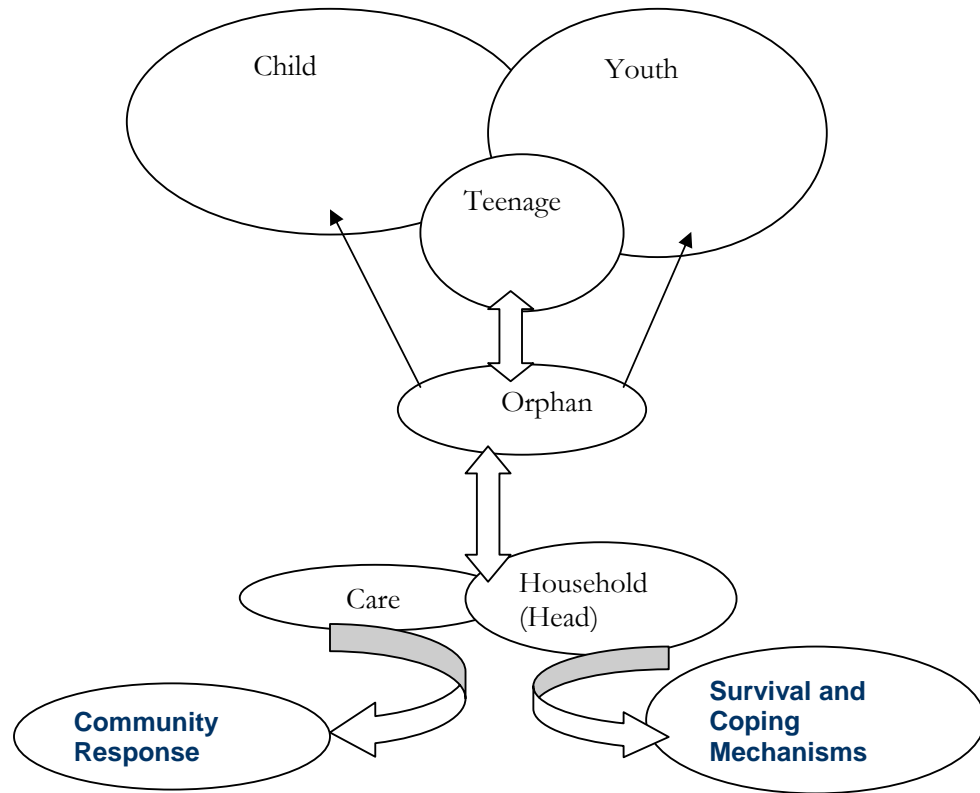 Child
Youth
Teenage
Orphan
Care
Household
(Head)
Community
Response
Survival and
Coping
Mechanisms